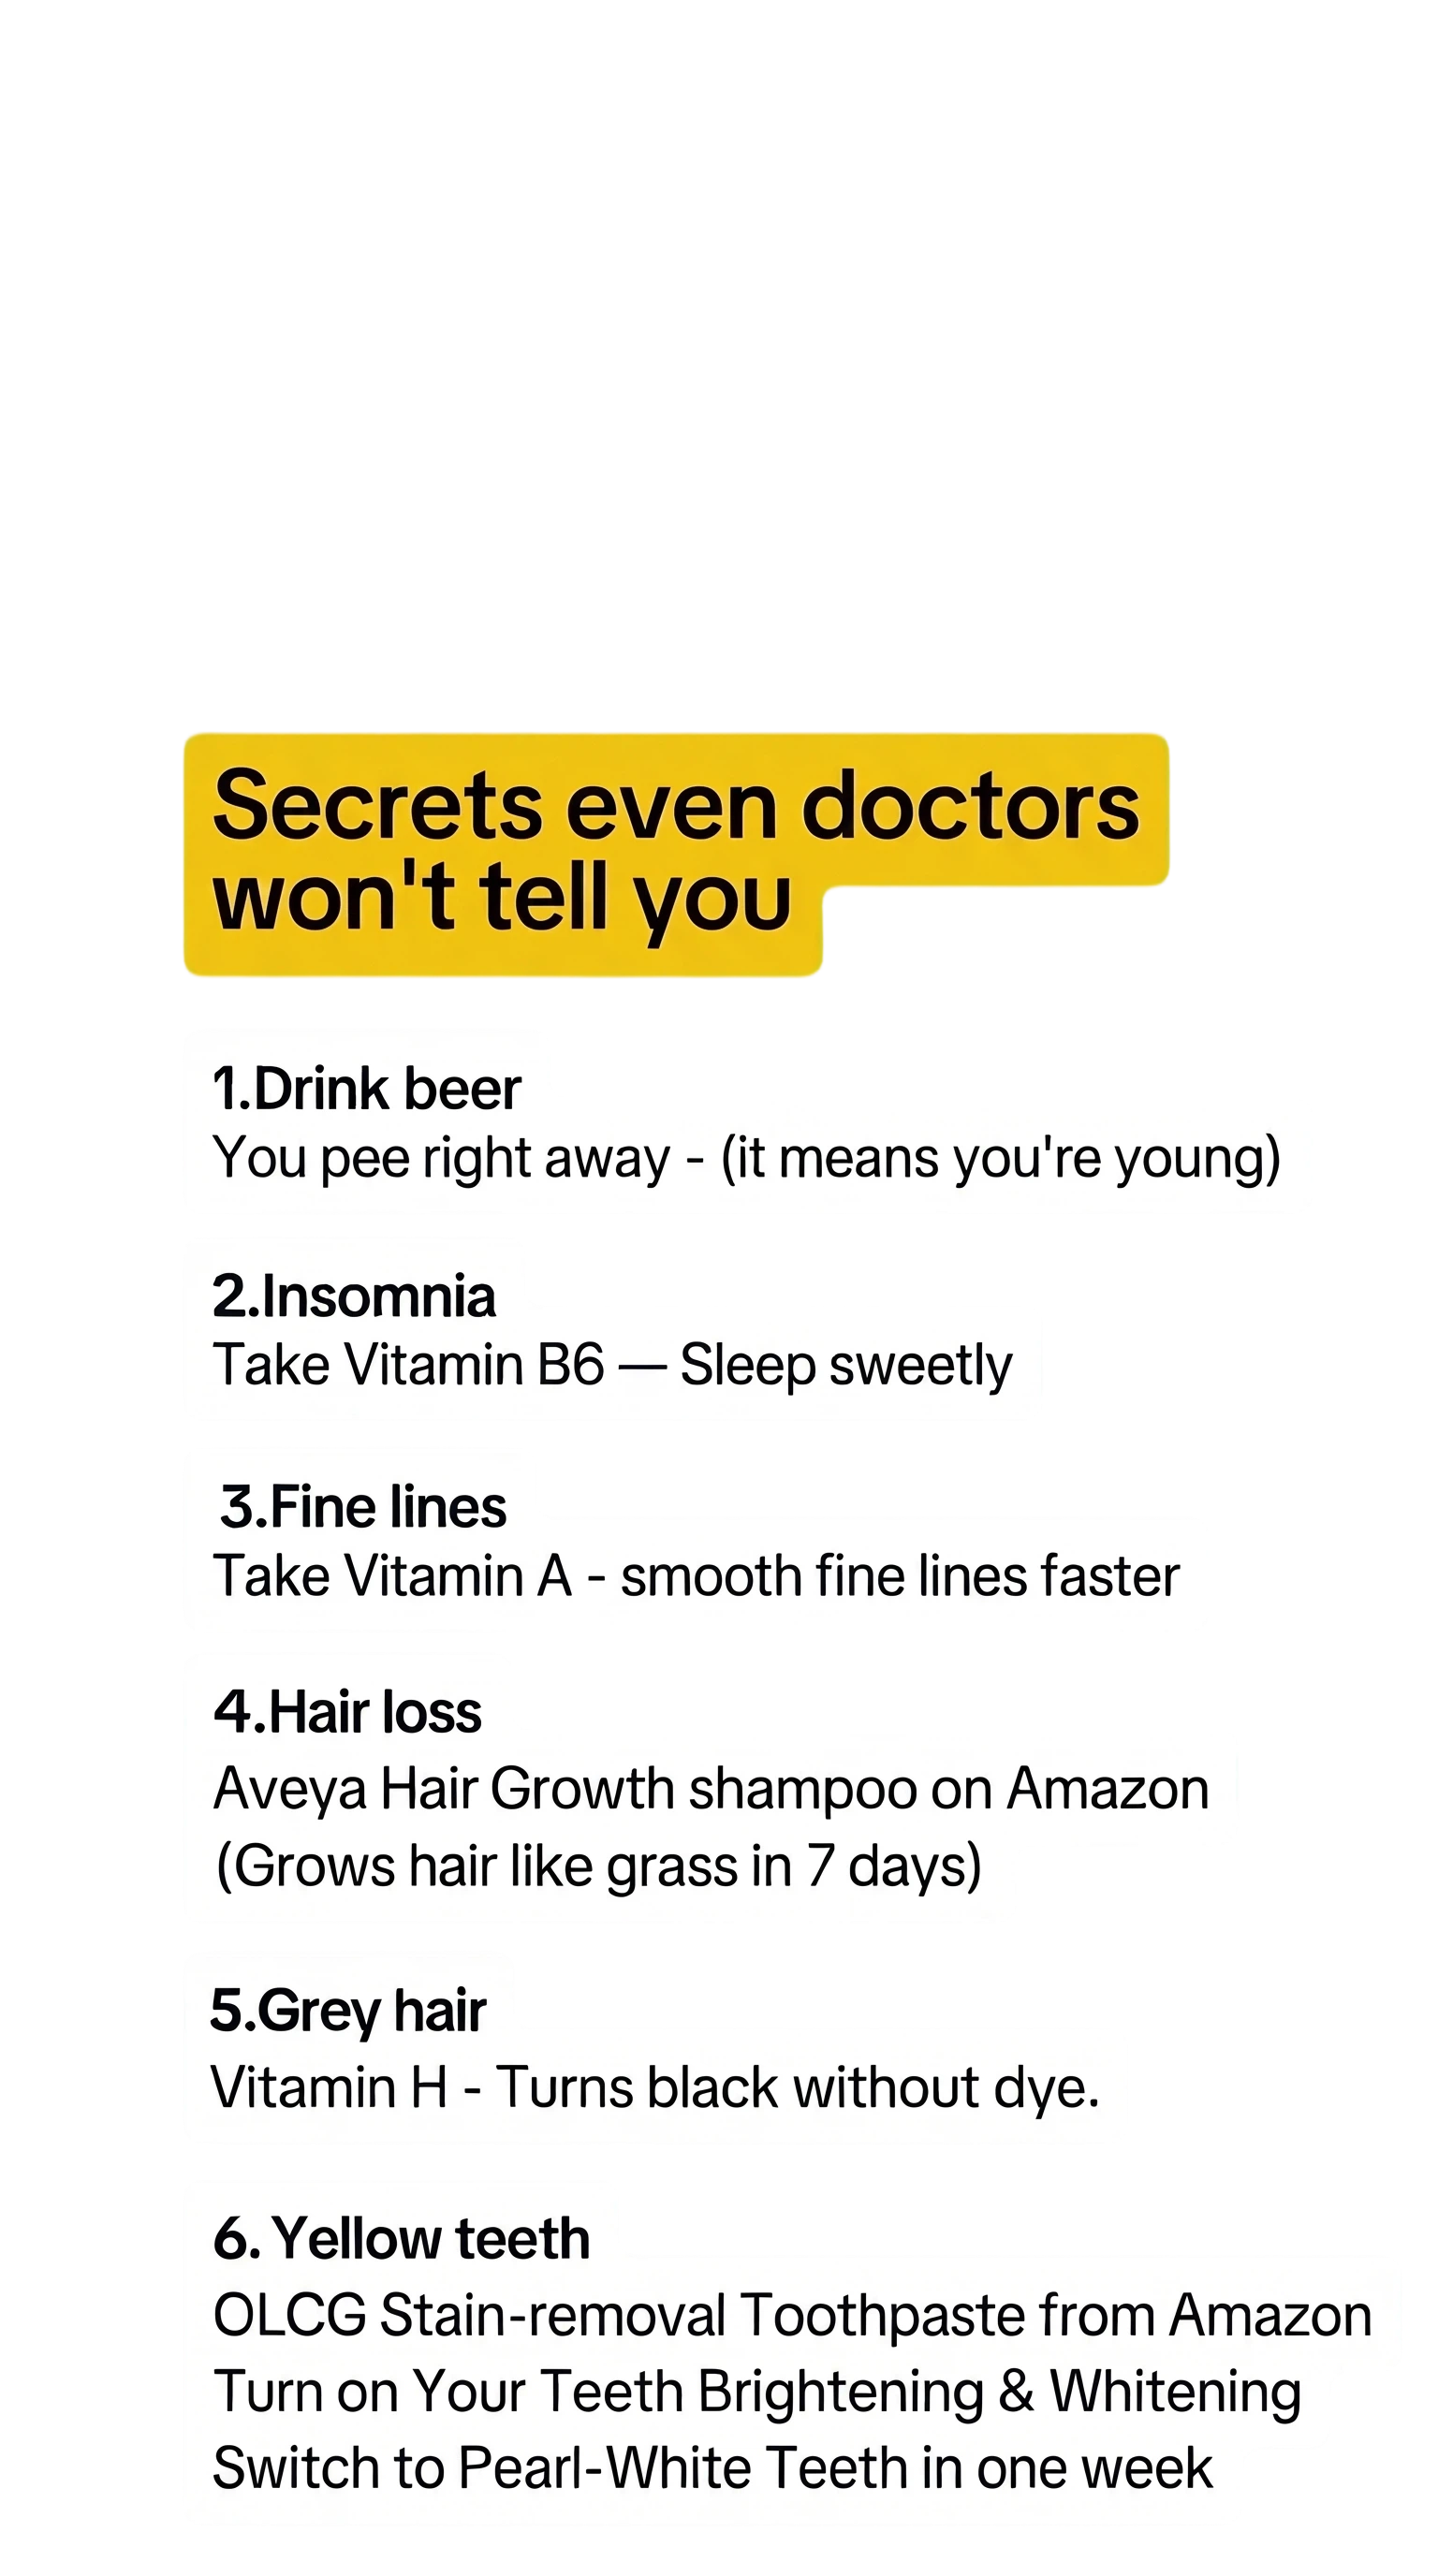 Secrets even doctors
won't tell you
1.Drink beer
You pee right away - (it means you're young)
2.Insomnia
Take Vitamin B6 — Sleep sweetly
3.Fine lines
Take Vitamin A - smooth fine lines faster
4.Hair loss
Aveya Hair Growth shampoo on Amazon
(Grows hair like grass in 7 days)
5.Grey hair
Vitamin H - Turns black without dye.
6. Yellow teeth
OLCG Stain-removal Toothpaste from Amazon
Turn on Your Teeth Brightening & Whitening
Switch to Pearl-White Teeth in one week